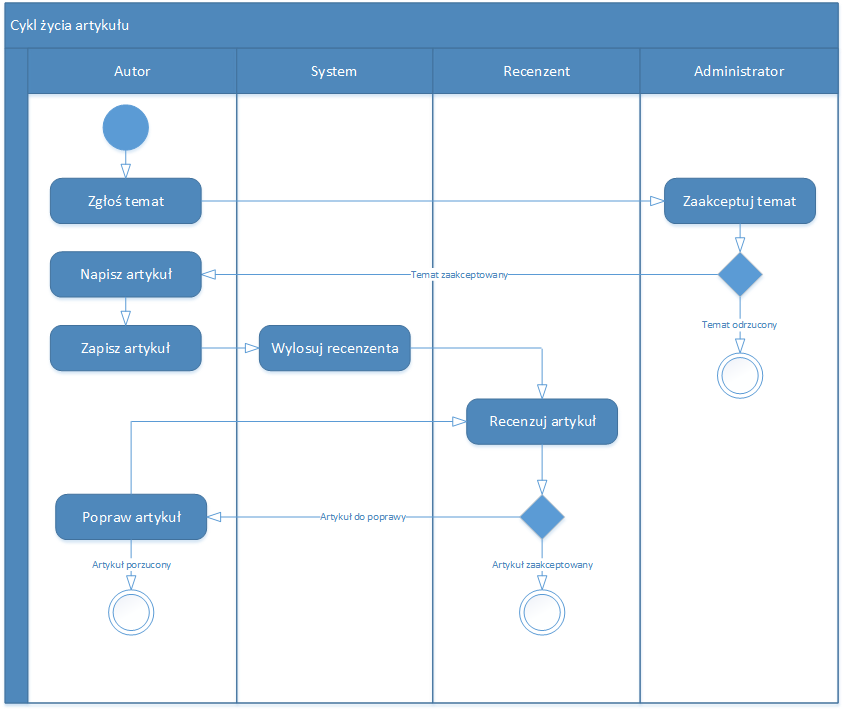 Cykl życia artykułu
Autor
System
Recenzent
Administrator
Zgłoś temat
Zaakceptuj temat
Napisz artykuł
Temat zaakceptowany
Temat odrzucony
Zapisz artykuł
Wylosuj recenzenta
Recenzuj artykuł
Popraw artykuł
Artykuł do poprawy
Artykuł porzucony
Artykuł zaakceptowany